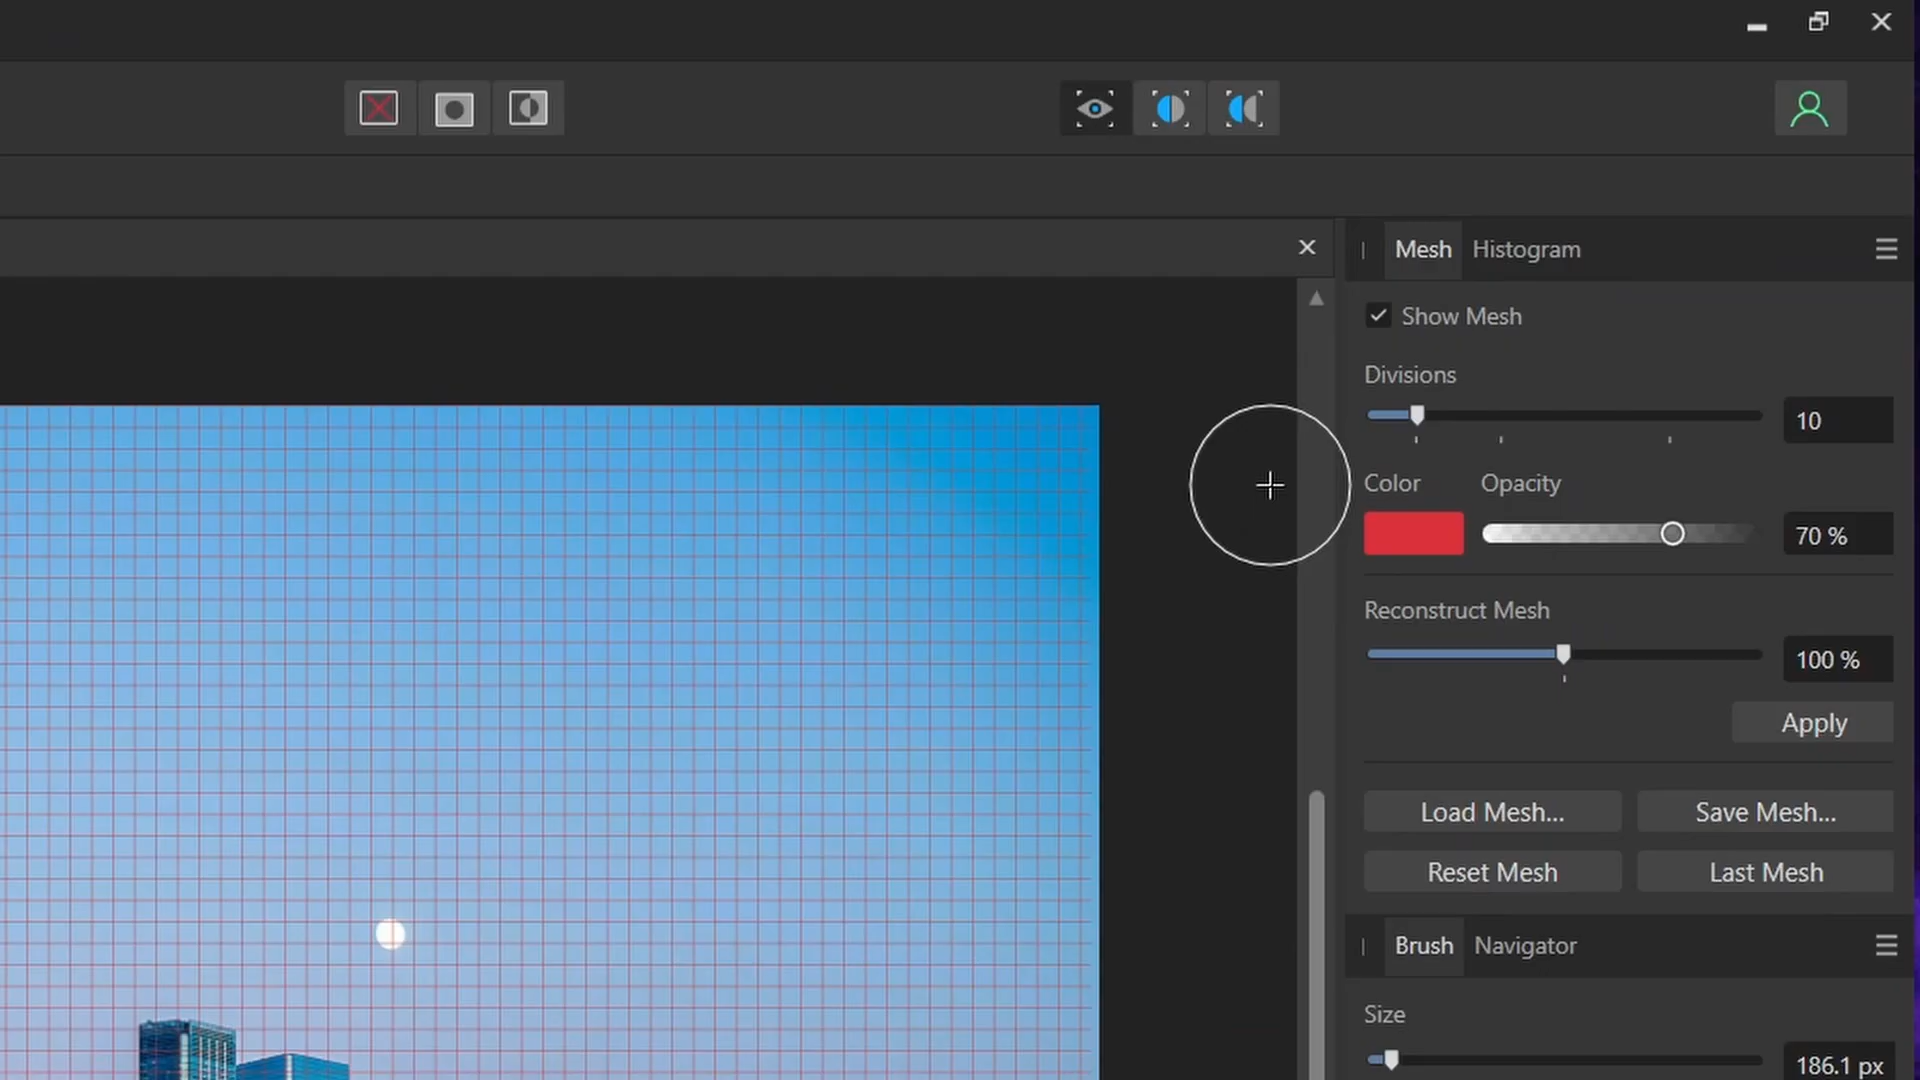 Mesh Histogram
Show Mesh
Divisions
10
Color Opacity
70 %
Reconstruct Mesh
100 %
Apply
Load Mesh... Save Mesh...
Reset Mesh Last Mesh
Brush Navigator
Size
186.1 px